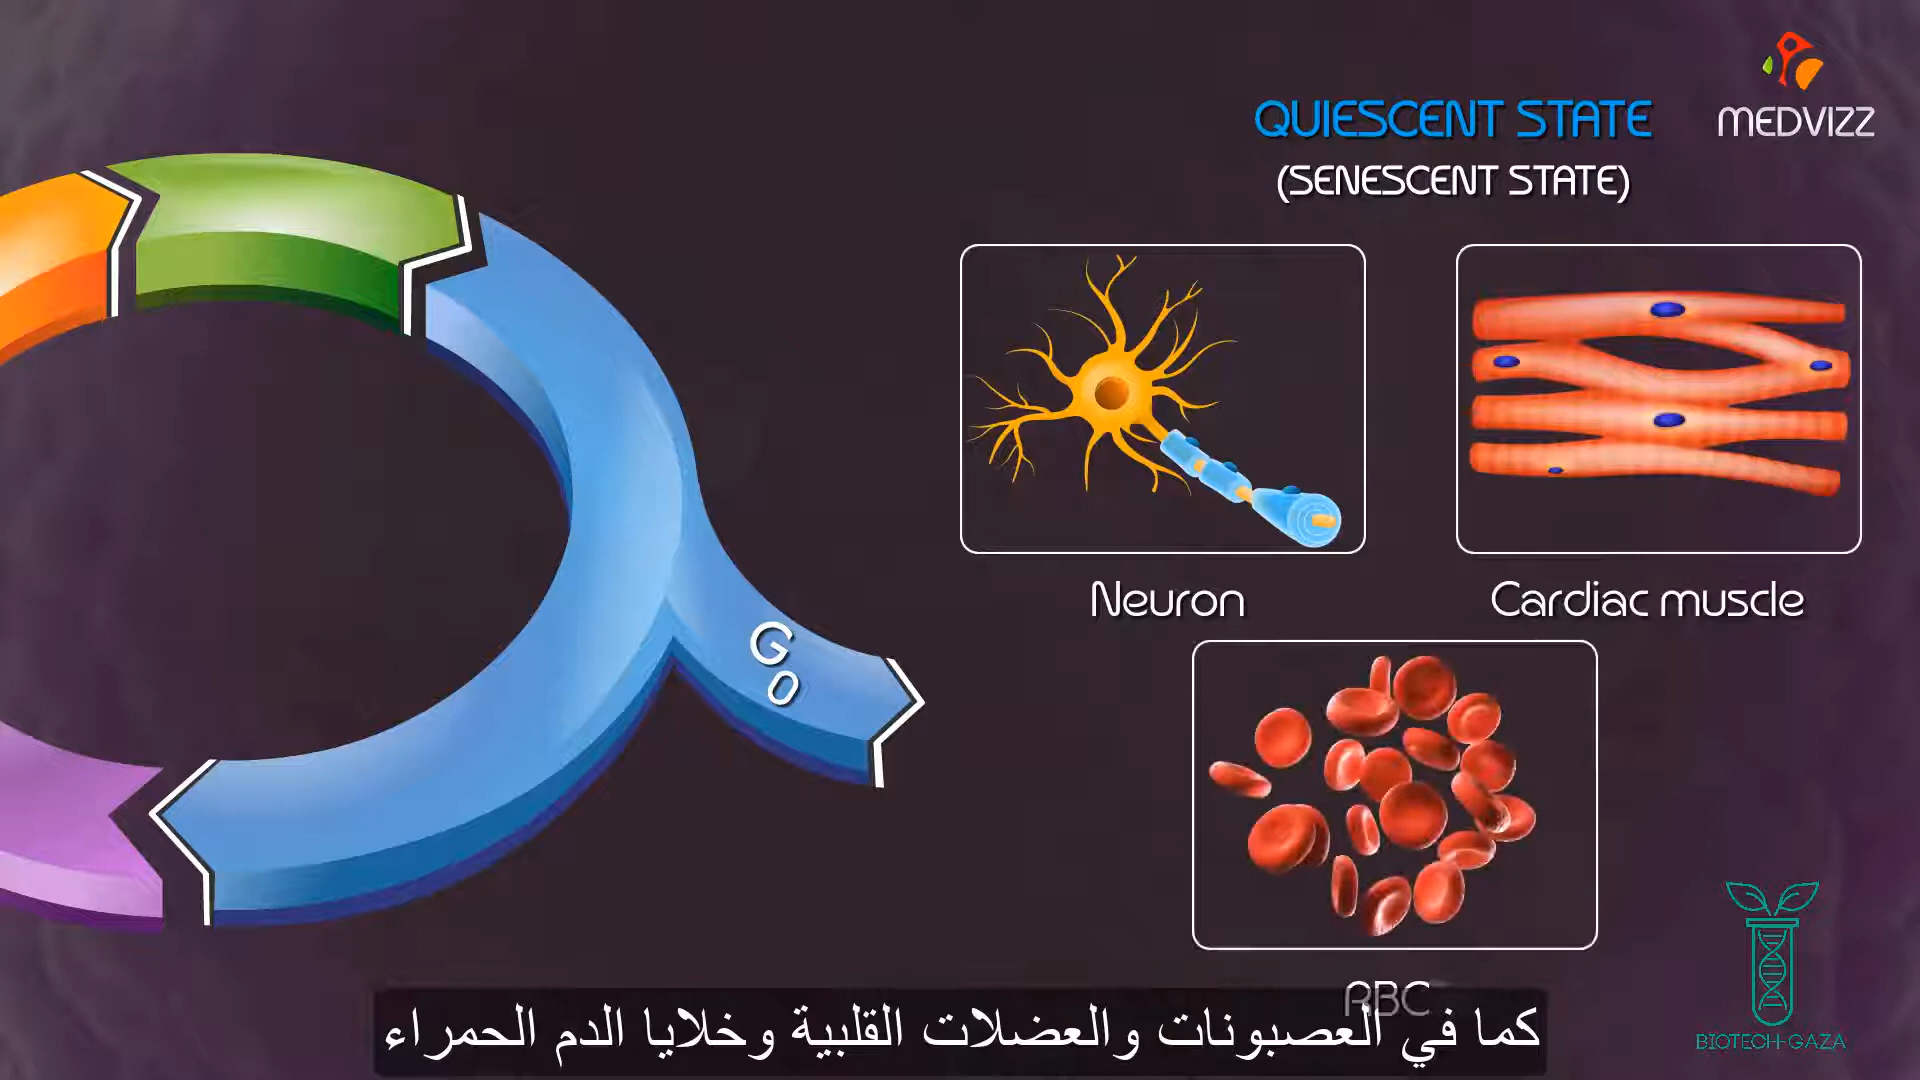 QUIESCENT STATE
(SENESCENT STATE)
MEDVIZZ
Neuron
Cardiac muscle
G0
RBC
كما في العصبونات والعضلات القلبية وخلايا الدم الحمراء
BIOTECH-GAZA